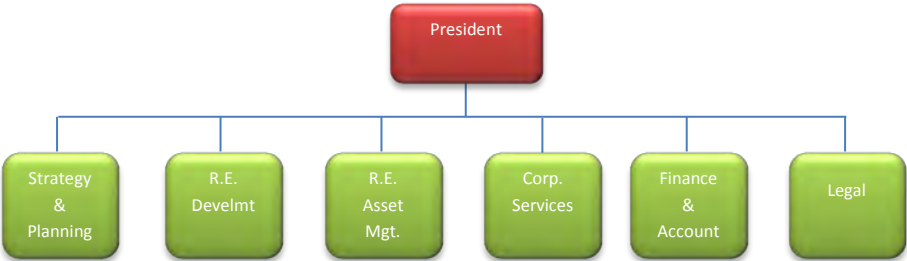 President
Strategy
&
Planning
R.E.
Develmt
R.E.
Asset
Mgt.
Corp.
Services
Finance
&
Account
Legal